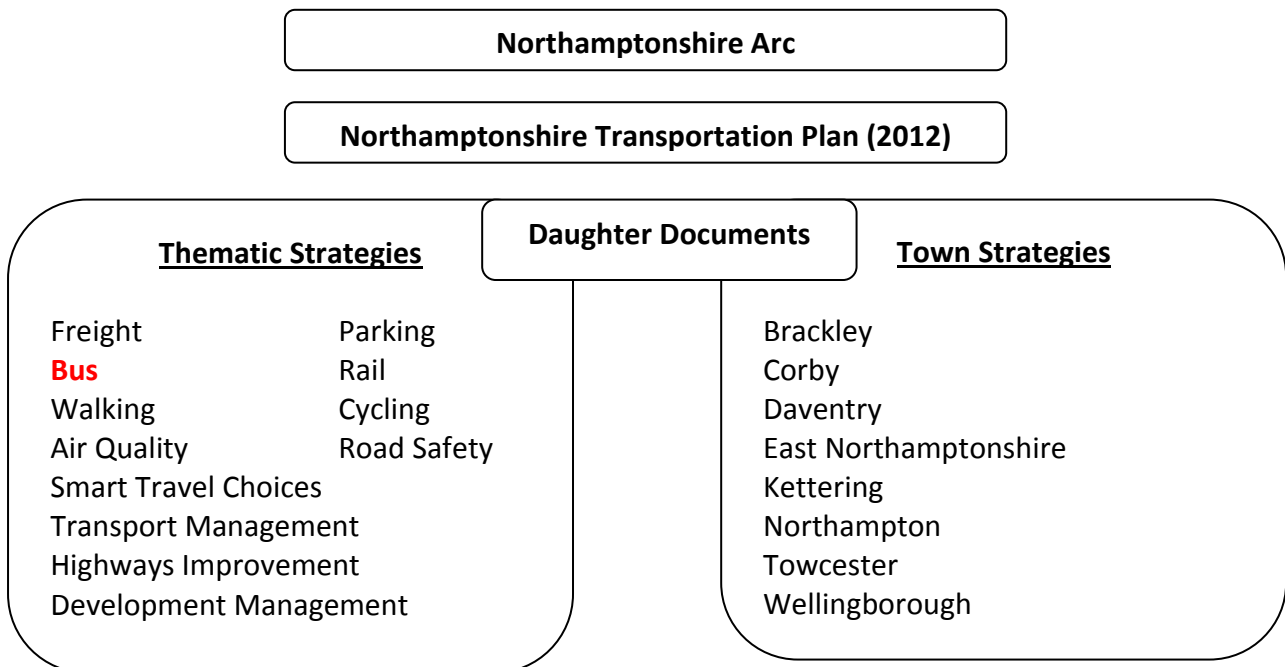 Northamptonshire Arc
Northamptonshire Transportation Plan (2012)
Daughter Documents
Thematic Strategies
Freight Parking
Bus Rail
Walking Cycling
Air Quality Road Safety
Smart Travel Choices
Transport Management
Highways Improvement
Development Management
Town Strategies
Brackley
Corby
Daventry
East Northamptonshire
Kettering
Northampton
Towcester
Wellingborough